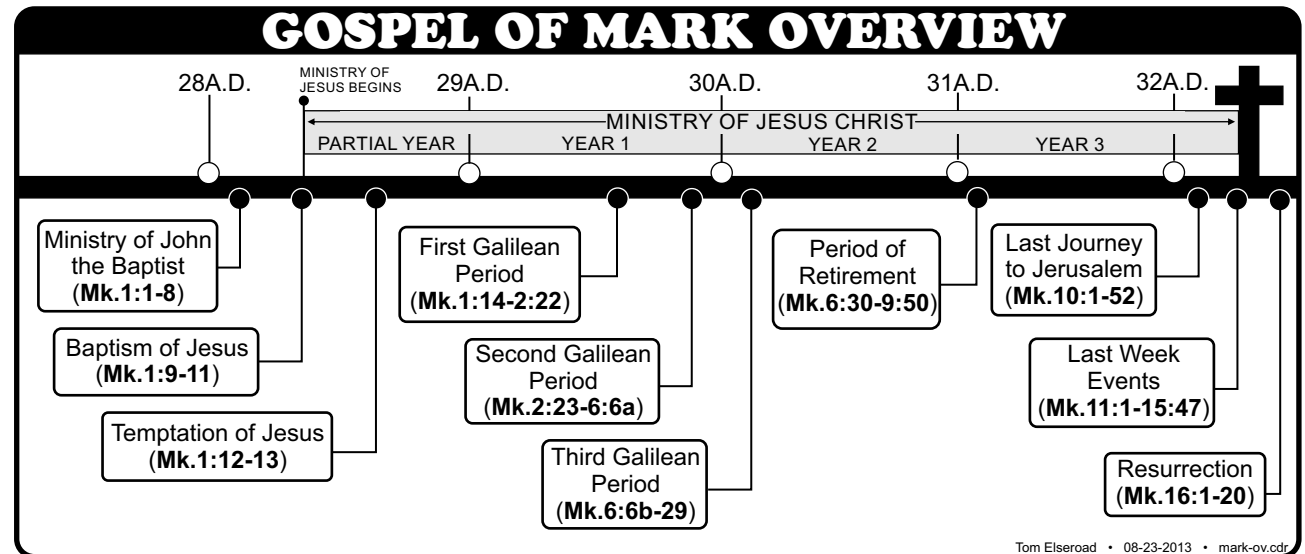 GOSPEL OF MARK OVERVIEW
28A.D.
MINISTRY OF
JESUS BEGINS
29A.D.
30A.D.
31A.D.
32A.D.
MINISTRY OF JESUS CHRIST
PARTIAL YEAR
YEAR 1
YEAR 2
YEAR 3
Ministry of John
the Baptist
(Mk.1:1-8)
Baptism of Jesus
(Mk.1:9-11)
Temptation of Jesus
(Mk.1:12-13)
First Galilean
Period
(Mk.1:14-2:22)
Second Galilean
Period
(Mk.2:23-6:6a)
Third Galilean
Period
(Mk.6:6b-29)
Period of
Retirement
(Mk.6:30-9:50)
Last Journey
to Jerusalem
(Mk.10:1-52)
Last Week
Events
(Mk.11:1-15:47)
Resurrection
(Mk.16:1-20)
Tom Elseroad • 08-23-2013 • mark-ov.cdr